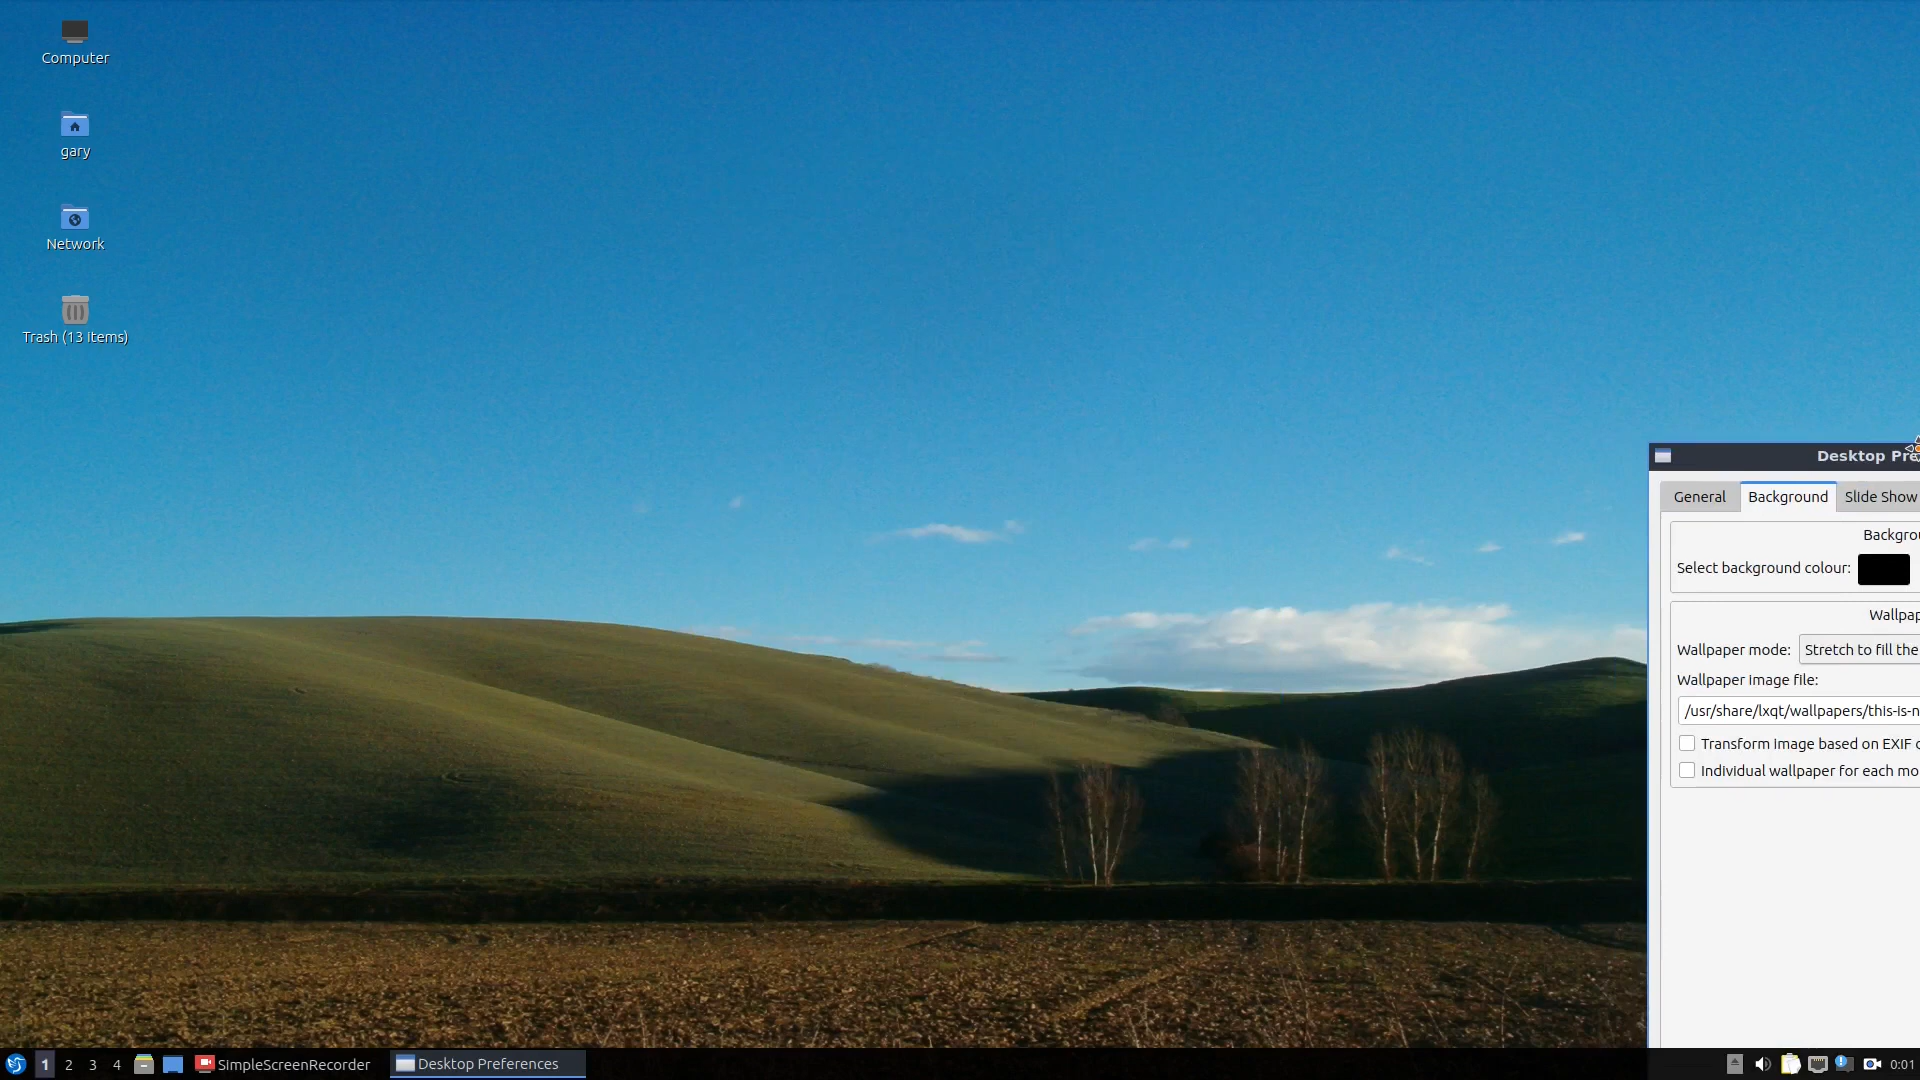 Computer
gary
Network
Trash (13 items)
Desktop Pre
General
Background
Slide Show
Backgrou
Select background colour:
Wallpap
Wallpaper mode:
Stretch to fill the
Wallpaper image file:
/usr/share/lxqt/wallpapers/this-is-n
Transform image based on EXIF
Individual wallpaper for each mo
1
2
3
4
SimpleScreenRecorder
Desktop Preferences
0:01